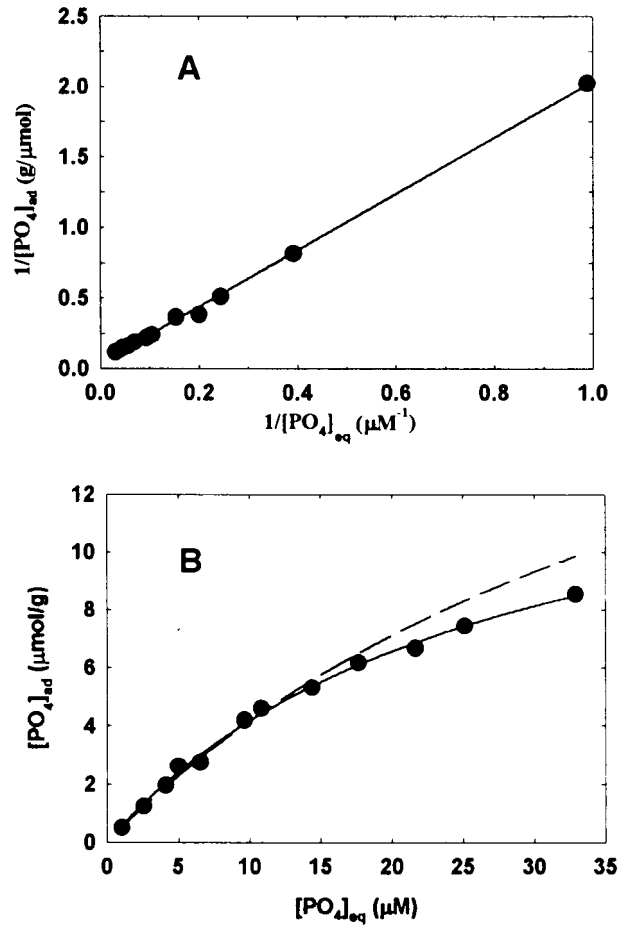 2.5
A
2.0
1.5
1.0
0.5
0.0
1/[PO₄]ad (g/μmol)
0.0 0.2 0.4 0.6 0.8 1.0
1/[PO₄]eq (μM⁻¹)
12
B
10
8
6
4
2
0
[PO₄]ad (μmol/g)
0 5 10 15 20 25 30 35
[PO₄]eq (μM)